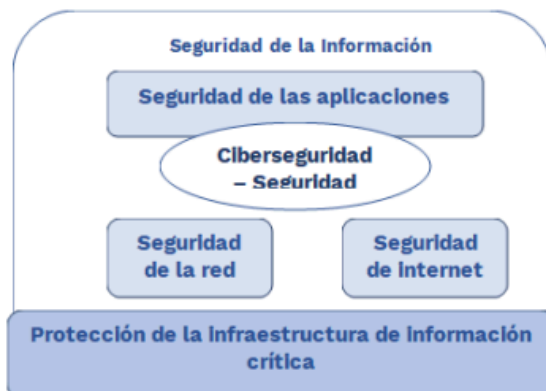 Seguridad de la Información
Seguridad de las aplicaciones
Ciberseguridad
– Seguridad
Seguridad
de la red
Seguridad
de internet
Protección de la infraestructura de información
crítica